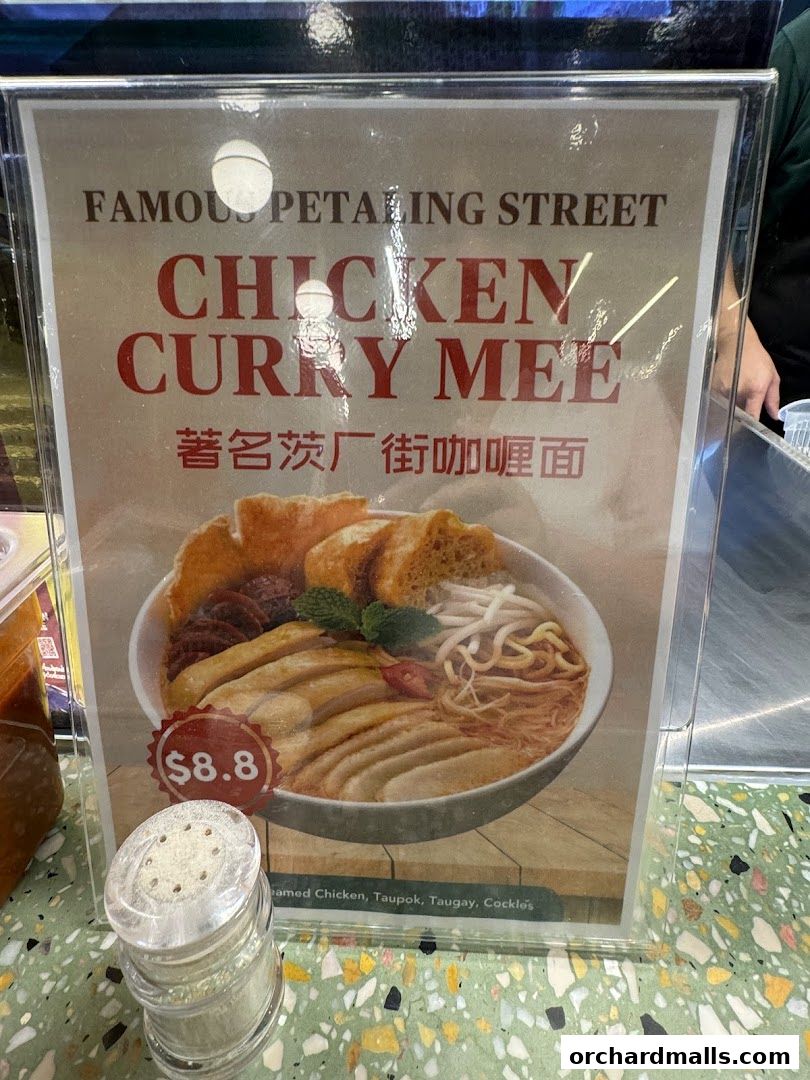 FAMOUS PETALING STREET
CHICKEN
CURRY MEE
著名茨厂街咖喱面
$8.8
Chicken, Taupok, Taugay, Cockles
orchardmalls.com